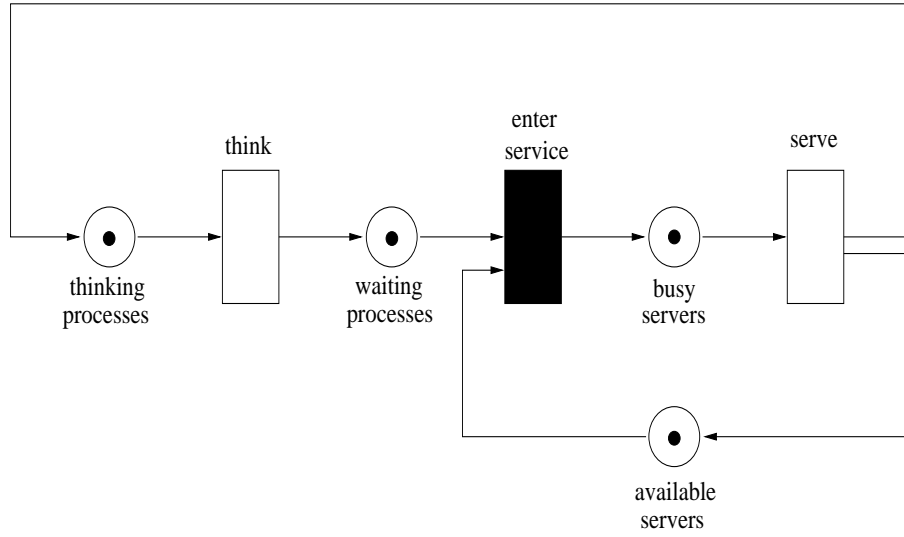 think
enter
service
serve
thinking
processes
waiting
processes
busy
servers
available
servers